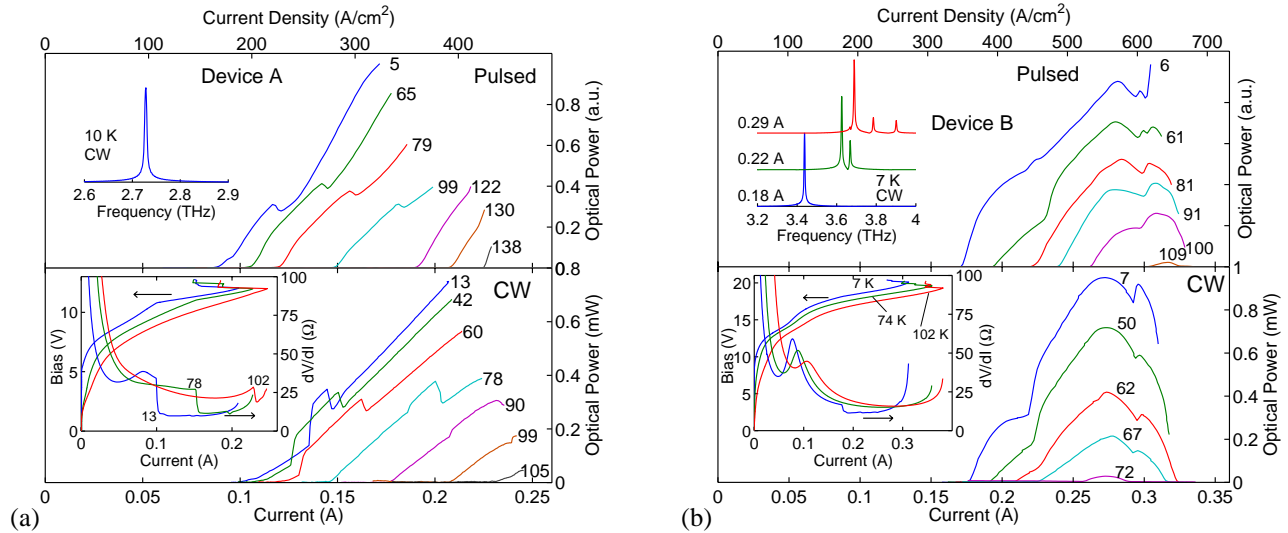 Current Density (A/cm2)
0 100 200 300 400
Device A
Pulsed
5
65
79
99
122
130
138
10 K
CW
2.6 2.7 2.8 2.9
Frequency (THz)
0.8
0.6
0.4
0.2
0
Optical Power (a.u.)
CW
13
42
60
78
90
99
105
0.8
0.6
0.4
0.2
0
Optical Power (mW)
10
5
0
Bias (V)
100
75
50
25
0
dV/dI (Ω)
78
102
13
0 0.1 0.2
Current (A)
0 0.05 0.1 0.15 0.2 0.25
Current (A)
(a)
Current Density (A/cm2)
0 100 200 300 400 500 600 700
Pulsed
Device B
6
61
81
91
100
109
0.29 A
0.22 A
0.18 A
7 K
CW
3.2 3.4 3.6 3.8 4
Frequency (THz)
0.8
0.6
0.4
0.2
Optical Power (a.u.)
CW
7
50
62
67
72
1
0.8
0.6
0.4
0.2
0
Optical Power (mW)
20
15
10
5
0
Bias (V)
100
75
50
25
0
dV/dI (Ω)
7 K
74 K
102 K
0 0.1 0.2 0.3
Current (A)
0 0.05 0.1 0.15 0.2 0.25 0.3 0.35
Current (A)
(b)